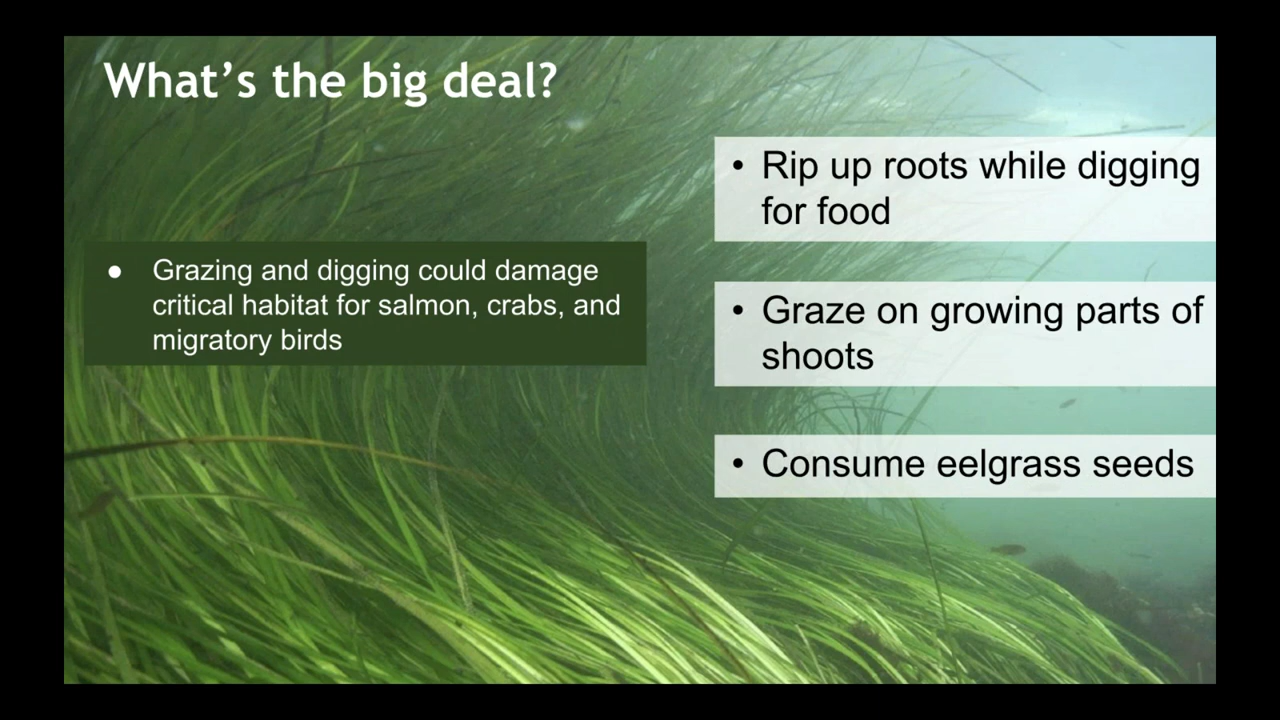 What’s the big deal?
• Rip up roots while digging
for food
● Grazing and digging could damage
critical habitat for salmon, crabs, and
migratory birds
• Graze on growing parts of
shoots
• Consume eelgrass seeds